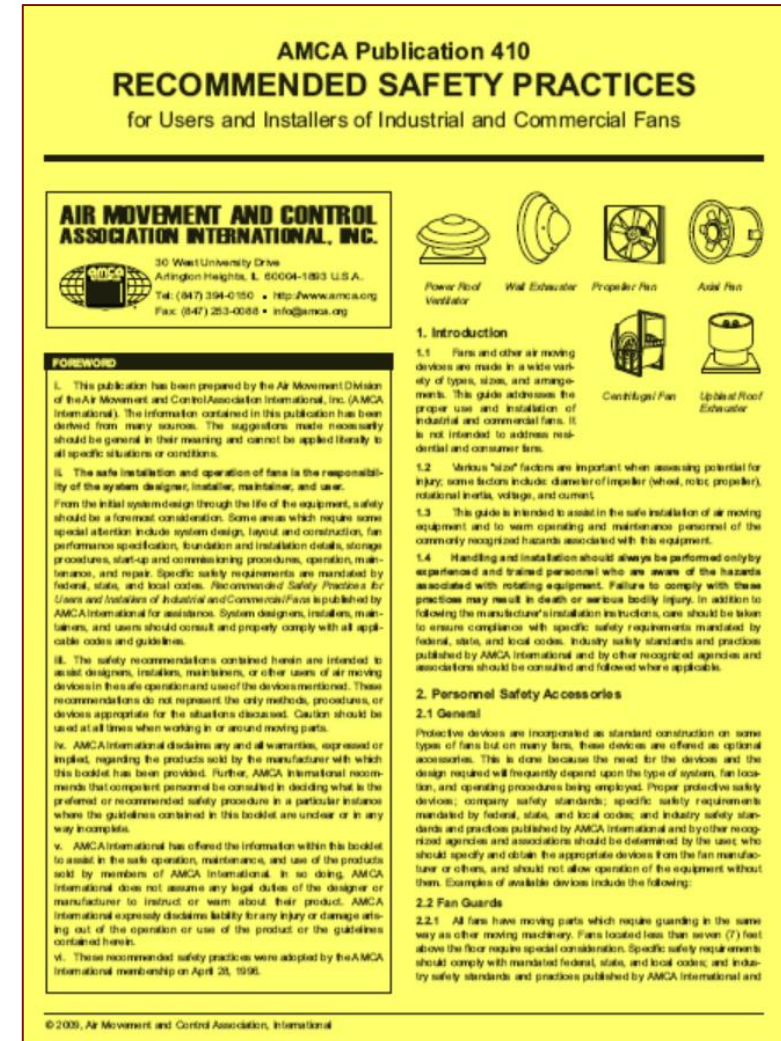 AMCA Publication 410
RECOMMENDED SAFETY PRACTICES
for Users and Installers of Industrial and Commercial Fans
AIR MOVEMENT AND CONTROL
ASSOCIATION INTERNATIONAL, INC.
amca
30 West University Drive
Arlington Heights, IL 60004-1893 U.S.A.
Tel: (847) 394-0150 • http://www.amca.org
Fax: (847) 253-0088 • info@amca.org
FOREWORD
i. This publication has been prepared by the Air Movement Division
of the Air Movement and Control Association International, Inc. (AMCA
International). The information contained in this publication has been
derived from many sources. The suggestions made necessarily
should be general in their meaning and cannot be applied literally to
all specific situations or conditions.
ii. The safe installation and operation of fans is the responsibil-
ity of the system designer, installer, maintainer, and user.
From the initial system design through the life of the equipment, safety
should be a foremost consideration. Some areas which require some
special attention include system design, layout and construction, fan
performance specification, foundation and installation details, storage
procedures, start-up and commissioning procedures, operation, main-
tenance, and repair. Specific safety requirements are mandated by
federal, state, and local codes. Recommended Safety Practices for
Users and Installers of Industrial and Commercial Fans is published by
AMCA International for assistance. System designers, installers, main-
tainers, and users should consult and properly comply with all appli-
cable codes and guidelines.
iii. The safety recommendations contained herein are intended to
assist designers, installers, maintainers, or other users of air moving
devices in the safe operation and use of the devices mentioned. These
recommendations do not represent the only methods, procedures, or
devices appropriate for the situations discussed. Caution should be
used at all times when working in or around moving parts.
iv. AMCA International disclaims any and all warranties, expressed or
implied, regarding the products sold by the manufacturer with which
this booklet has been provided. Further, AMCA International recom-
mends that competent personnel be consulted in deciding what is the
preferred or recommended safety procedure in a particular instance
where the guidelines contained in this booklet are unclear or in any
way incomplete.
v. AMCA International has offered the information within this booklet
to assist in the safe operation, maintenance, and use of the products
sold by members of AMCA International. In so doing, AMCA
International does not assume any legal duties of the designer or
manufacturer to instruct or warn about their product. AMCA
International expressly disclaims liability for any injury or damage aris-
ing out of the operation or use of the product or the guidelines
contained herein.
vi. These recommended safety practices were adopted by the AMCA
International membership on April 28, 1996.
Power Roof
Ventilator
Wall Exhauster
Propeller Fan
Axial Fan
Centrifugal Fan
Upblast Roof
Exhauster
1. Introduction
1.1 Fans and other air moving
devices are made in a wide vari-
ety of types, sizes, and arrange-
ments. This guide addresses the
proper use and installation of
industrial and commercial fans. It
is not intended to address resi-
dential and consumer fans.
1.2 Various "size" factors are important when assessing potential for
injury; some factors include: diameter of impeller (wheel, rotor, propeller),
rotational inertia, voltage, and current.
1.3 This guide is intended to assist in the safe installation of air moving
equipment and to warn operating and maintenance personnel of the
commonly recognized hazards associated with this equipment.
1.4 Handling and installation should always be performed only by
experienced and trained personnel who are aware of the hazards
associated with rotating equipment. Failure to comply with these
practices may result in death or serious bodily injury. In addition to
following the manufacturer's installation instructions, care should be taken
to ensure compliance with specific safety requirements mandated by
federal, state, and local codes. Industry safety standards and practices
published by AMCA International and by other recognized agencies and
associations should be consulted and followed where applicable.
2. Personnel Safety Accessories
2.1 General
Protective devices are incorporated as standard construction on some
types of fans but on many fans, these devices are offered as optional
accessories. This is done because the need for the devices and the
design required will frequently depend upon the type of system, fan loca-
tion, and operating procedures being employed. Proper protective safety
devices; company safety standards; specific safety requirements
mandated by federal, state, and local codes; and industry safety stan-
dards and practices published by AMCA International and by other recog-
nized agencies and associations should be determined by the user, who
should specify and obtain the appropriate devices from the fan manufac-
turer or others, and should not allow operation of the equipment without
them. Examples of available devices include the following:
2.2 Fan Guards
2.2.1 All fans have moving parts which require guarding in the same
way as other moving machinery. Fans located less than seven (7) feet
above the floor require special consideration. Specific safety requirements
should comply with mandated federal, state, and local codes; and indus-
try safety standards and practices published by AMCA International and
© 2009, Air Movement and Control Association, International